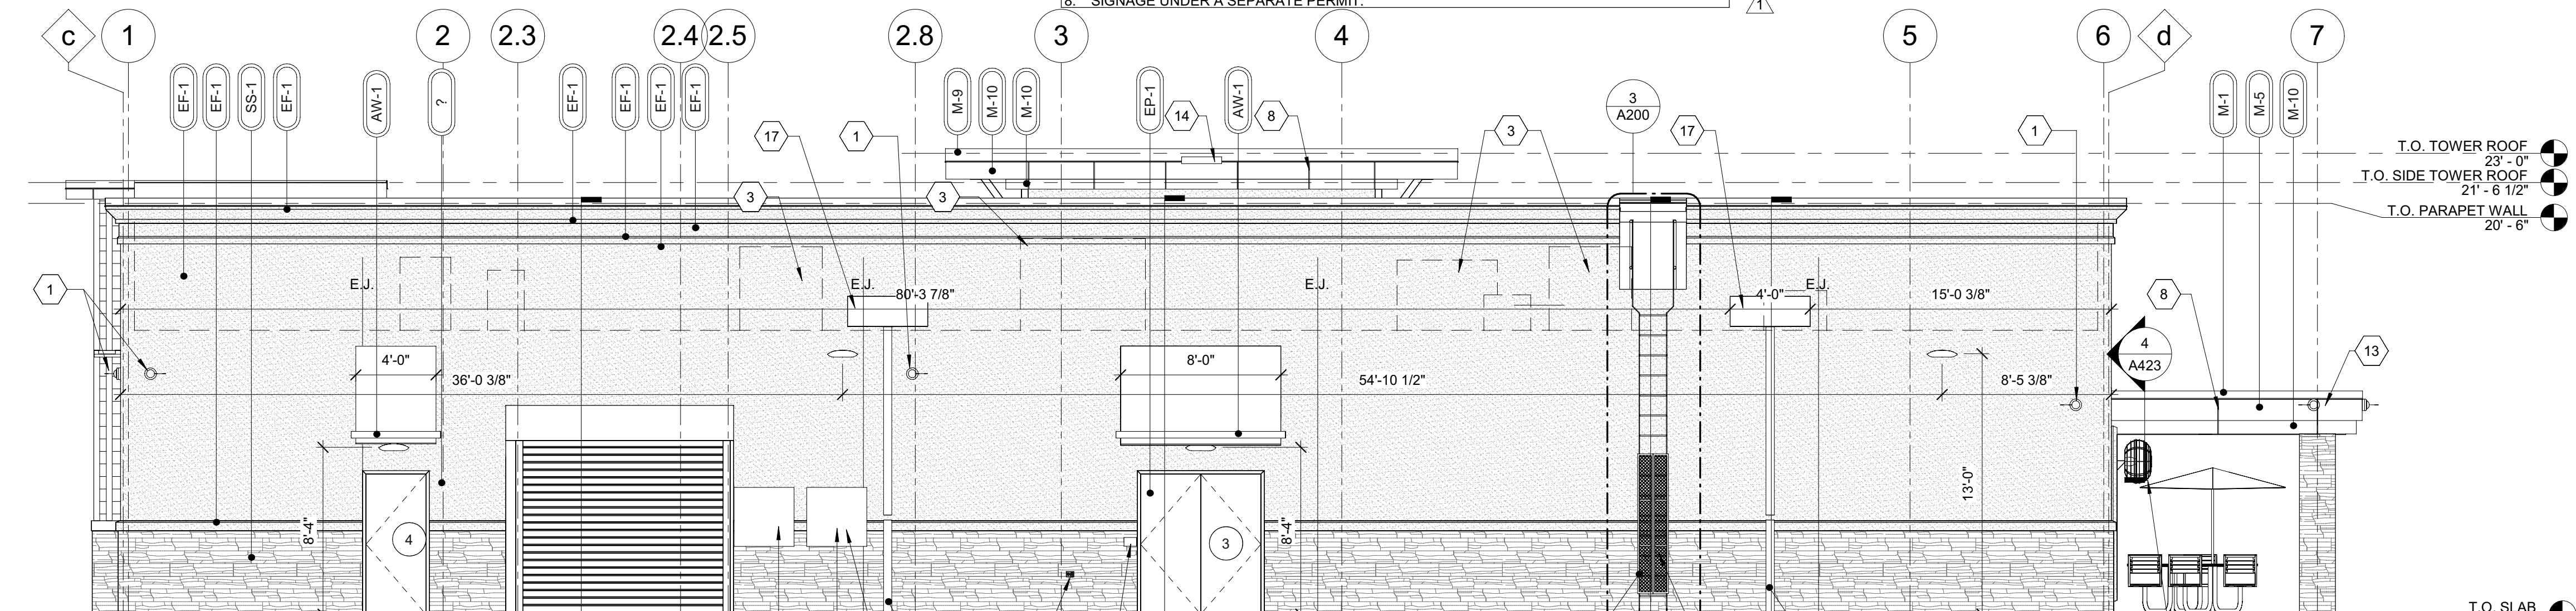 8. SIGNAGE UNDER A SEPARATE PERMIT.
1
c
1
2
2.3
2.4
2.5
2.8
3
4
5
6
d
7
EF-1
EF-1
SS-1
EF-1
AW-1
?
EF-1
EF-1
EF-1
EF-1
M-9
M-10
M-10
EP-1
AW-1
M-1
M-5
M-10
17
1
14
8
3
3
A200
17
1
T.O. TOWER ROOF
23' - 0"
T.O. SIDE TOWER ROOF
21' - 6 1/2"
T.O. PARAPET WALL
20' - 6"
3
3
1
E.J.
E.J.
E.J.
E.J.
80'-3 7/8"
4'-0"
15'-0 3/8"
8
4
A423
13
4'-0"
36'-0 3/8"
8'-0"
54'-10 1/2"
8'-5 3/8"
13'-0"
8'-4"
4
8'-4"
3
T.O. SLAB